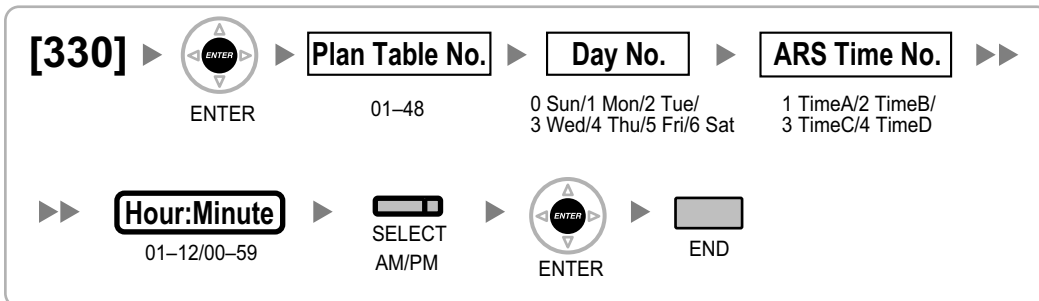 [330] ENTER Plan Table No. Day No. ARS Time No.
ENTER 01–48 0 Sun/1 Mon/2 Tue/ 1 TimeA/2 TimeB/
3 Wed/4 Thu/5 Fri/6 Sat 3 TimeC/4 TimeD
Hour:Minute ENTER
01–12/00–59 SELECT END
AM/PM ENTER